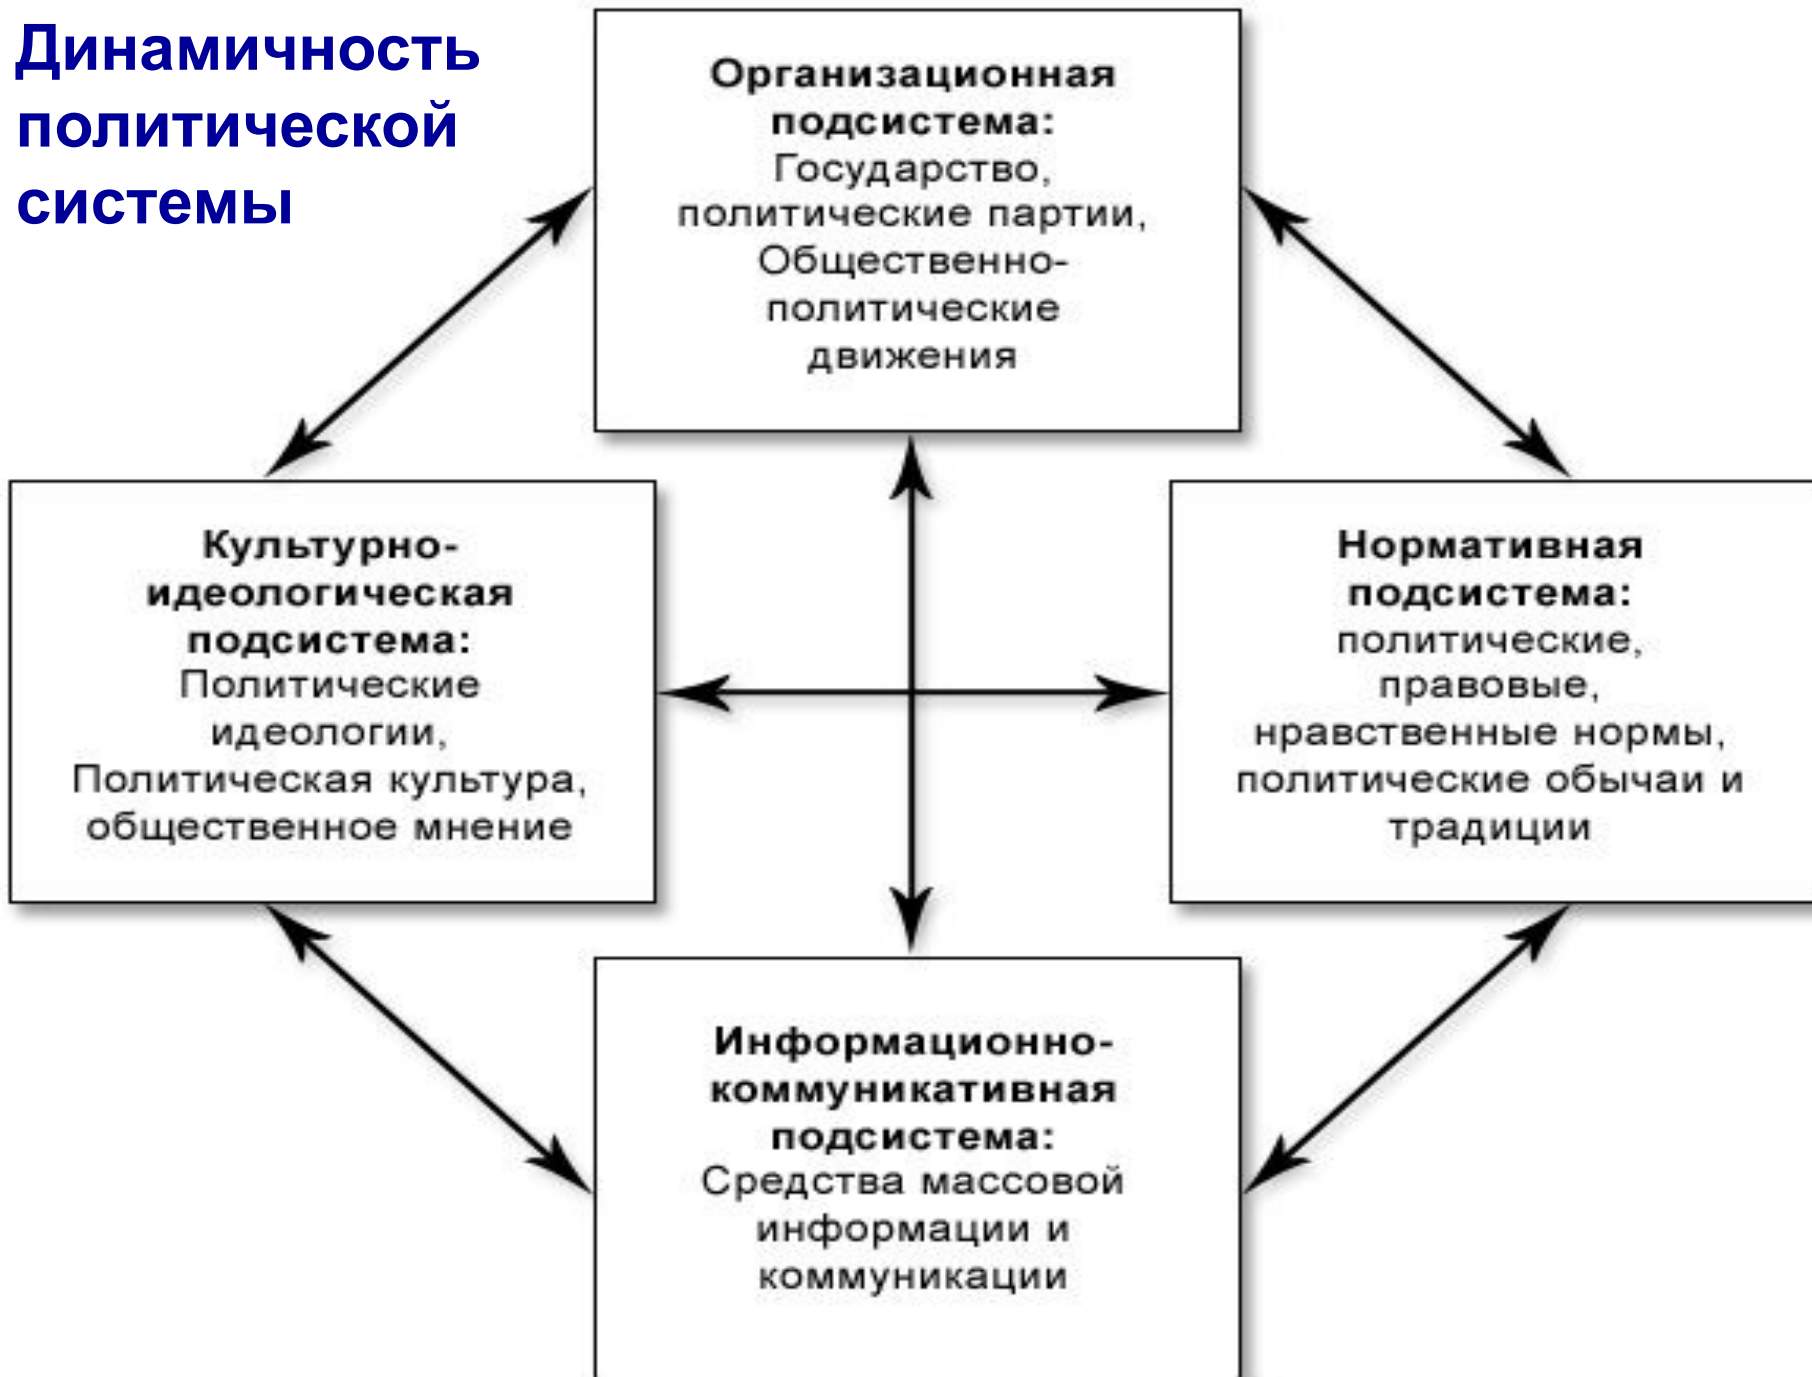 Динамичность
политической
системы
Организационная
подсистема:
Государство,
политические партии,
Общественно-
политические
движения
Культурно-
идеологическая
подсистема:
Политические
идеологии,
Политическая культура,
общественное мнение
Нормативная
подсистема:
политические,
правовые,
нравственные нормы,
политические обычаи и
традиции
Информационно-
коммуникативная
подсистема:
Средства массовой
информации и
коммуникации